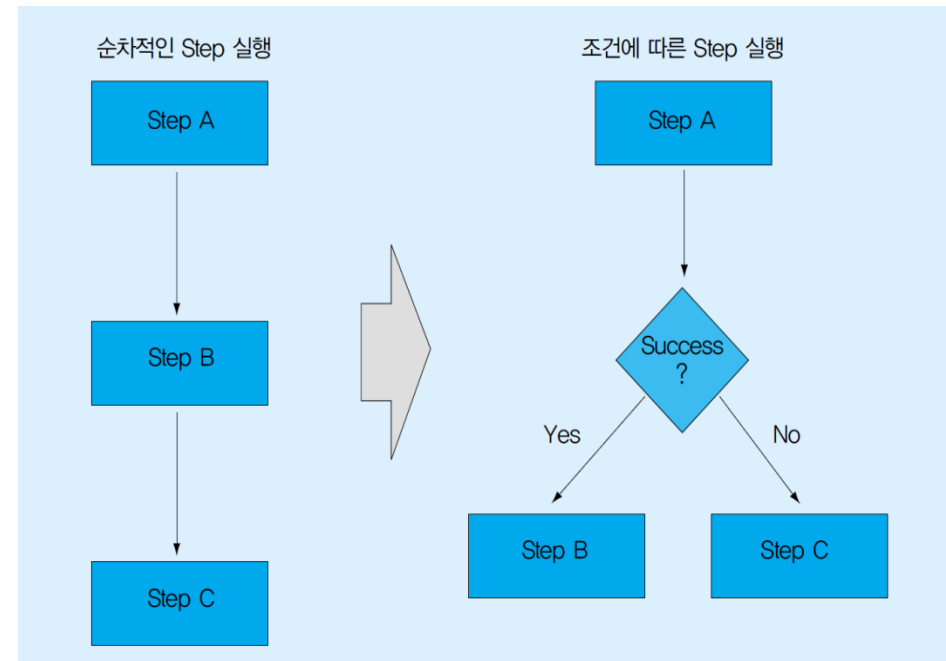 순차적인 Step 실행
Step A
Step B
Step C
조건에 따른 Step 실행
Step A
Success
?
Yes
No
Step B
Step C